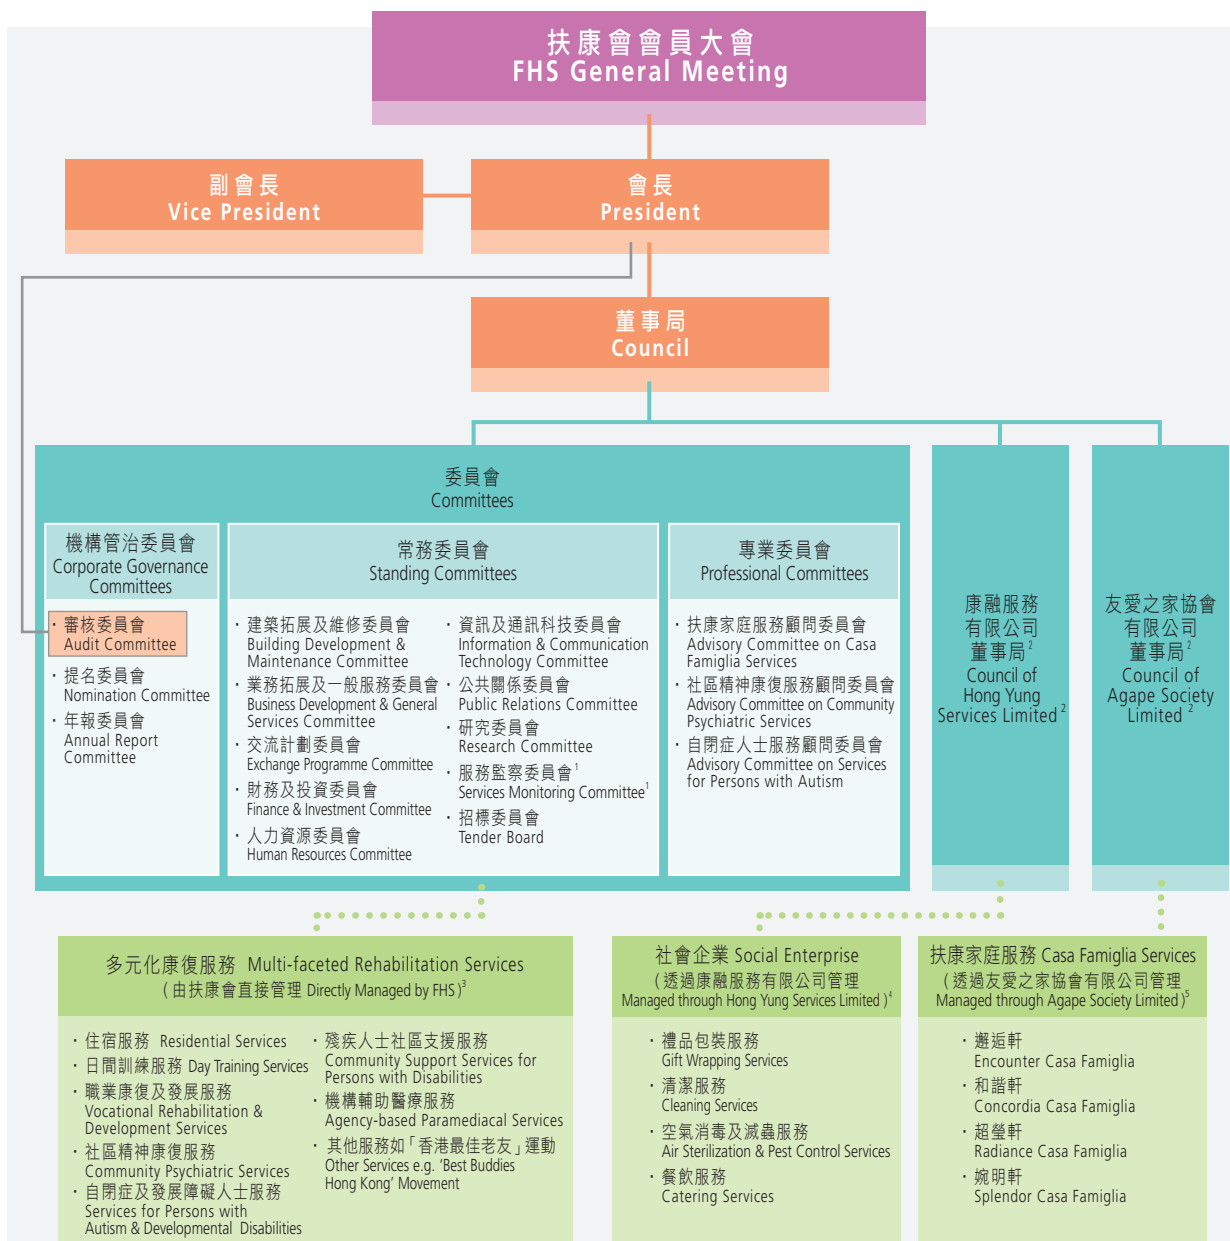 扶康會會員大會
FHS General Meeting
副會長
Vice President
會長
President
董事局
Council
委員會
Committees
機構管治委員會
Corporate Governance
Committees
・審核委員會
Audit Committee
・提名委員會
Nomination Committee
・年報委員會
Annual Report
Committee
常務委員會
Standing Committees
・建築拓展及維修委員會
Building Development &
Maintenance Committee
・業務拓展及一般服務委員會
Business Development & General
Services Committee
・交流計劃委員會
Exchange Programme Committee
・財務及投資委員會
Finance & Investment Committee
・人力資源委員會
Human Resources Committee
・資訊及通訊科技委員會
Information & Communication
Technology Committee
・公共關係委員會
Public Relations Committee
・研究委員會
Research Committee
・服務監察委員會1
Services Monitoring Committee1
・招標委員會
Tender Board
專業委員會
Professional Committees
・扶康家庭服務顧問委員會
Advisory Committee on Casa
Famiglia Services
・社區精神康復服務顧問委員會
Advisory Committee on Community
Psychiatric Services
・自閉症人士服務顧問委員會
Advisory Committee on Services
for Persons with Autism
康融服務
有限公司
董事局2
Council of
Hong Yung
Services Limited 2
友愛之家協會
有限公司
董事局2
Council of
Agape Society
Limited 2
多元化康復服務 Multi-faceted Rehabilitation Services
(由扶康會直接管理 Directly Managed by FHS)3
・住宿服務 Residential Services
・日間訓練服務 Day Training Services
・職業康復及發展服務
Vocational Rehabilitation &
Development Services
・社區精神康復服務
Community Psychiatric Services
・自閉症及發展障礙人士服務
Services for Persons with
Autism & Developmental Disabilities
・殘疾人士社區支援服務
Community Support Services for
Persons with Disabilities
・機構輔助醫療服務
Agency-based Paramediacal Services
・其他服務如「香港最佳老友」運動
Other Services e.g. 'Best Buddies
Hong Kong' Movement
社會企業 Social Enterprise
(透過康融服務有限公司管理
Managed through Hong Yung Services Limited)4
・禮品包裝服務
Gift Wrapping Services
・清潔服務
Cleaning Services
・空氣消毒及滅蟲服務
Air Sterilization & Pest Control Services
・餐飲服務
Catering Services
扶康家庭服務 Casa Famiglia Services
(透過友愛之家協會有限公司管理
Managed through Agape Society Limited)5
・邂逅軒
Encounter Casa Famiglia
・和諧軒
Concordia Casa Famiglia
・超瑩軒
Radiance Casa Famiglia
・婉明軒
Splendor Casa Famiglia